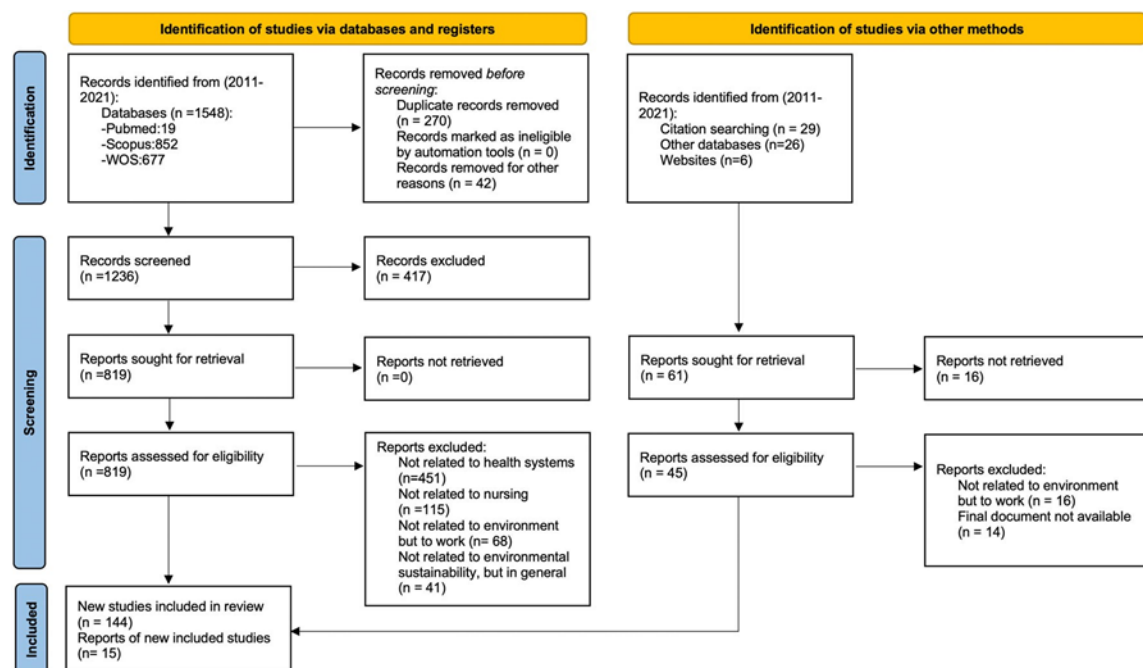 Identification of studies via databases and registers
Identification of studies via other methods
Identification
Records identified from (2011-
2021):
Databases (n =1548):
-Pubmed:19
-Scopus:852
-WOS:677
Records removed before
screening:
Duplicate records removed
(n = 270)
Records marked as ineligible
by automation tools (n = 0)
Records removed for other
reasons (n = 42)
Records identified from (2011-
2021):
Citation searching (n = 29)
Other databases (n=26)
Websites (n=6)
Screening
Records screened
(n =1236)
Records excluded
(n = 417)
Reports sought for retrieval
(n =819)
Reports not retrieved
(n =0)
Reports sought for retrieval
(n = 61)
Reports not retrieved
(n = 16)
Reports assessed for eligibility
(n =819)
Reports excluded:
Not related to health systems
(n=451)
Not related to nursing
(n =115)
Not related to environment
but to work (n= 68)
Not related to environmental
sustainability, but in general
(n = 41)
Reports assessed for eligibility
(n = 45)
Reports excluded:
Not related to environment
but to work (n = 16)
Final document not available
(n = 14)
Included
New studies included in review
(n = 144)
Reports of new included studies
(n= 15)